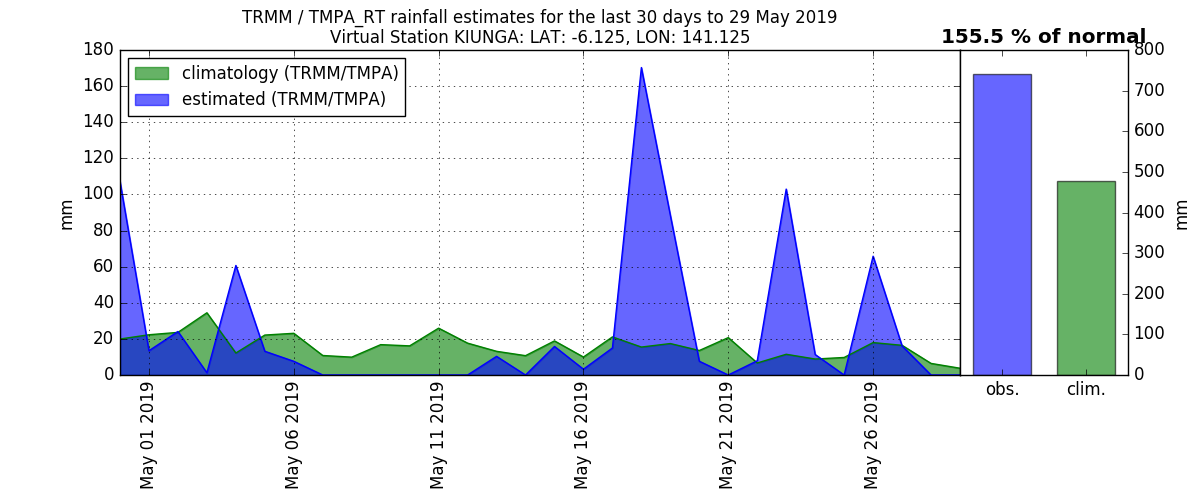 TRMM / TMPA_RT rainfall estimates for the last 30 days to 29 May 2019
Virtual Station KIUNGA: LAT: -6.125, LON: 141.125
155.5 % of normal
climatology (TRMM/TMPA)
estimated (TRMM/TMPA)
mm
180
160
140
120
100
80
60
40
20
0
May 01 2019
May 06 2019
May 11 2019
May 16 2019
May 21 2019
May 26 2019
800
700
600
500
400
300
200
100
0
mm
obs.
clim.